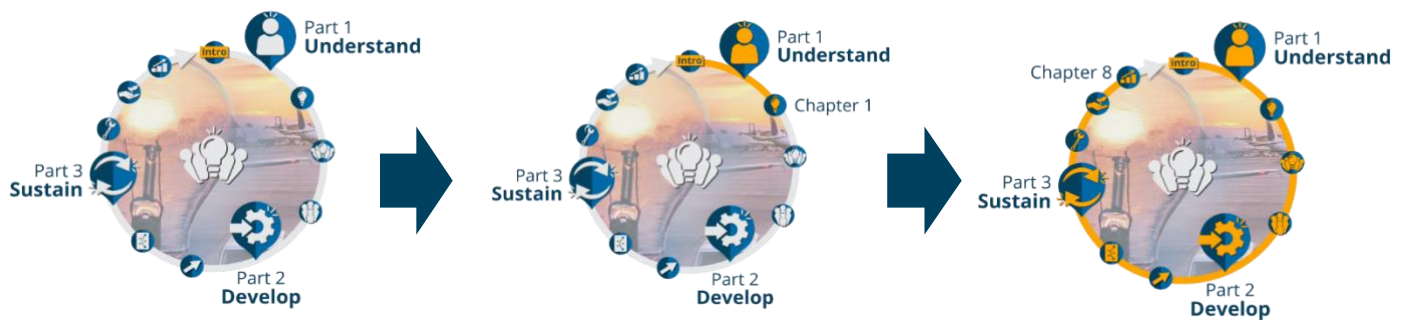 Part 1
Understand
Intro
Part 3
Sustain
Part 2
Develop
Part 1
Understand
Intro
Chapter 1
Part 3
Sustain
Part 2
Develop
Part 1
Understand
Intro
Chapter 8
Part 3
Sustain
Part 2
Develop